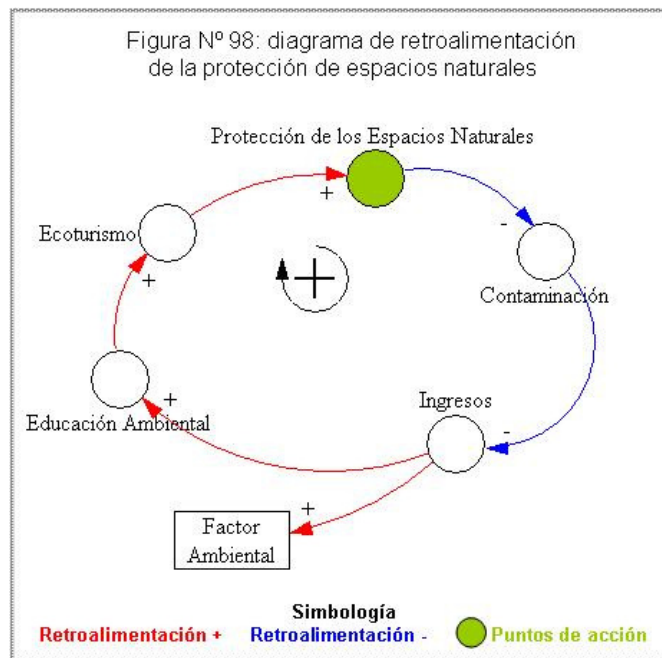 Figura Nº 98: diagrama de retroalimentación
de la protección de espacios naturales
Protección de los Espacios Naturales
+
-
Ecoturismo
+
+
Contaminación
Ingresos
+
Educación Ambiental
-
+
Factor
Ambiental
Simbología
Retroalimentación + Retroalimentación - Puntos de acción